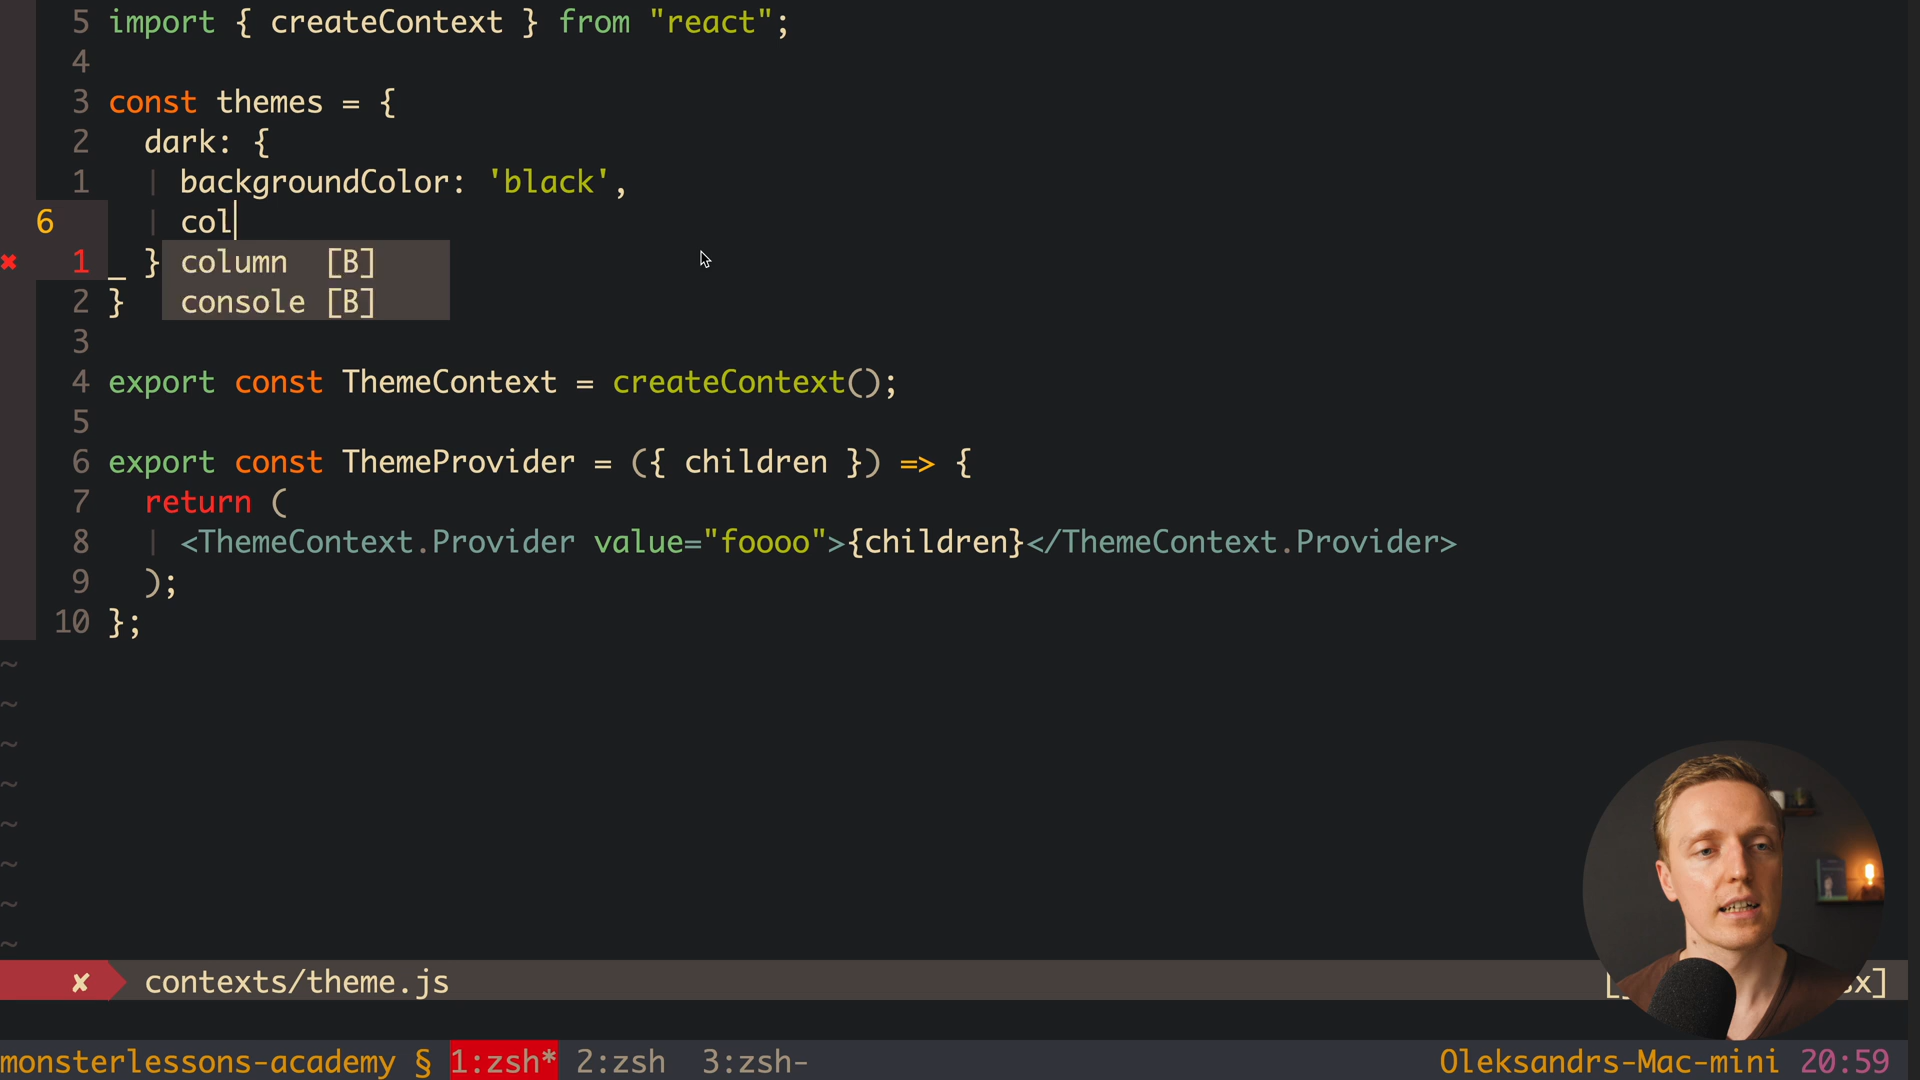 5 import { createContext } from "react";
4
3 const themes = {
2 dark: {
1 | backgroundColor: 'black',
6 | col
✖ 1 _ }
column [B]
2 }
console [B]
3
4 export const ThemeContext = createContext();
5
6 export const ThemeProvider = ({ children }) => {
7 return (
8 | <ThemeContext.Provider value="foooo">{children}</ThemeContext.Provider>
9 );
10 };
~
~
~
~
~
~
~
~
✘ contexts/theme.js
monsterlessons-academy § 1:zsh* 2:zsh 3:zsh- Oleksandrs-Mac-mini 20:59